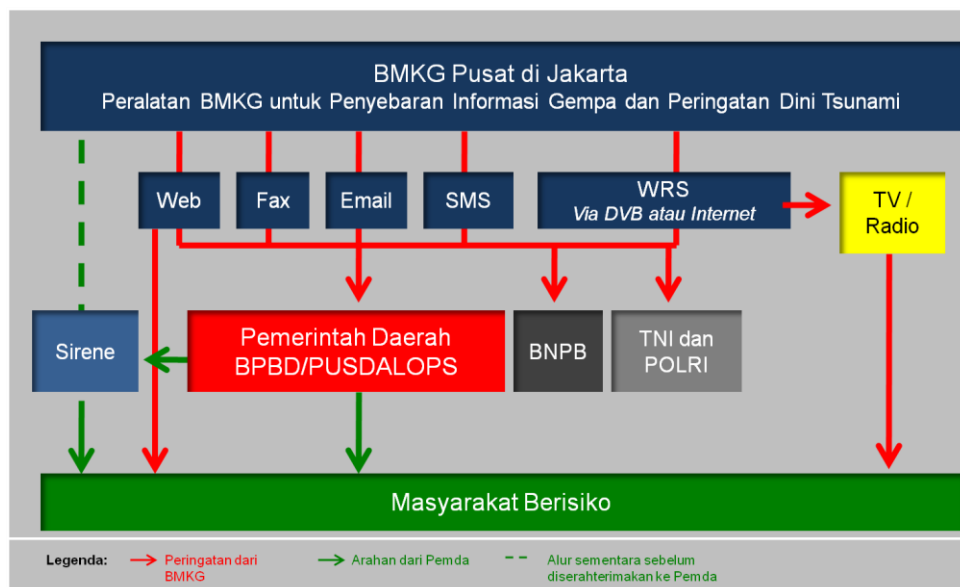 BMKG Pusat di Jakarta
Peralatan BMKG untuk Penyebaran Informasi Gempa dan Peringatan Dini Tsunami
Web
Fax
Email
SMS
WRS
Via DVB atau Internet
TV /
Radio
Sirene
Pemerintah Daerah
BPBD/PUSDALOPS
BNPB
TNI dan
POLRI
Masyarakat Berisiko
Legenda:
Peringatan dari
BMKG
Arahan dari Pemda
Alur sementara sebelum
diserahterimakan ke Pemda